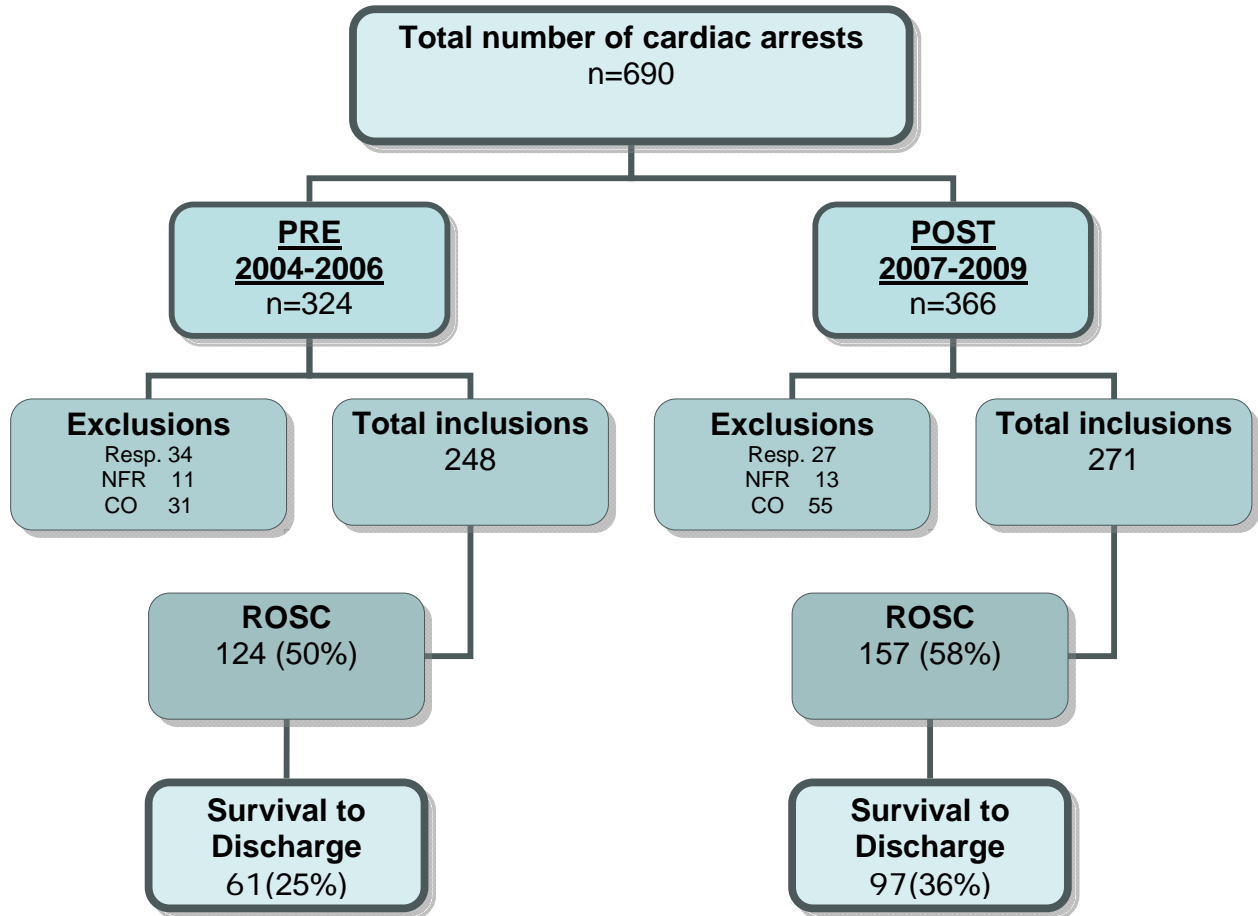 Total number of cardiac arrests
n=690
PRE
2004-2006
n=324
POST
2007-2009
n=366
Exclusions
Resp. 34
NFR 11
CO 31
Total inclusions
248
Exclusions
Resp. 27
NFR 13
CO 55
Total inclusions
271
ROSC
124 (50%)
ROSC
157 (58%)
Survival to
Discharge
61(25%)
Survival to
Discharge
97(36%)